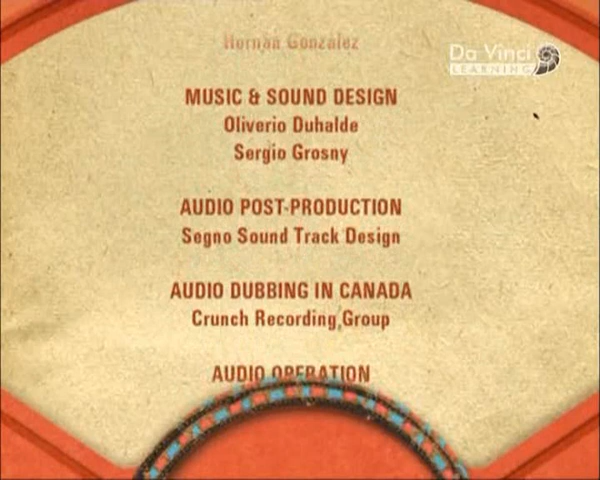 Hernán González
Da Vinci
LEARNING
MUSIC & SOUND DESIGN
Oliverio Duhalde
Sergio Grosny
AUDIO POST-PRODUCTION
Segno Sound Track Design
AUDIO DUBBING IN CANADA
Crunch Recording Group
AUDIO OPERATION